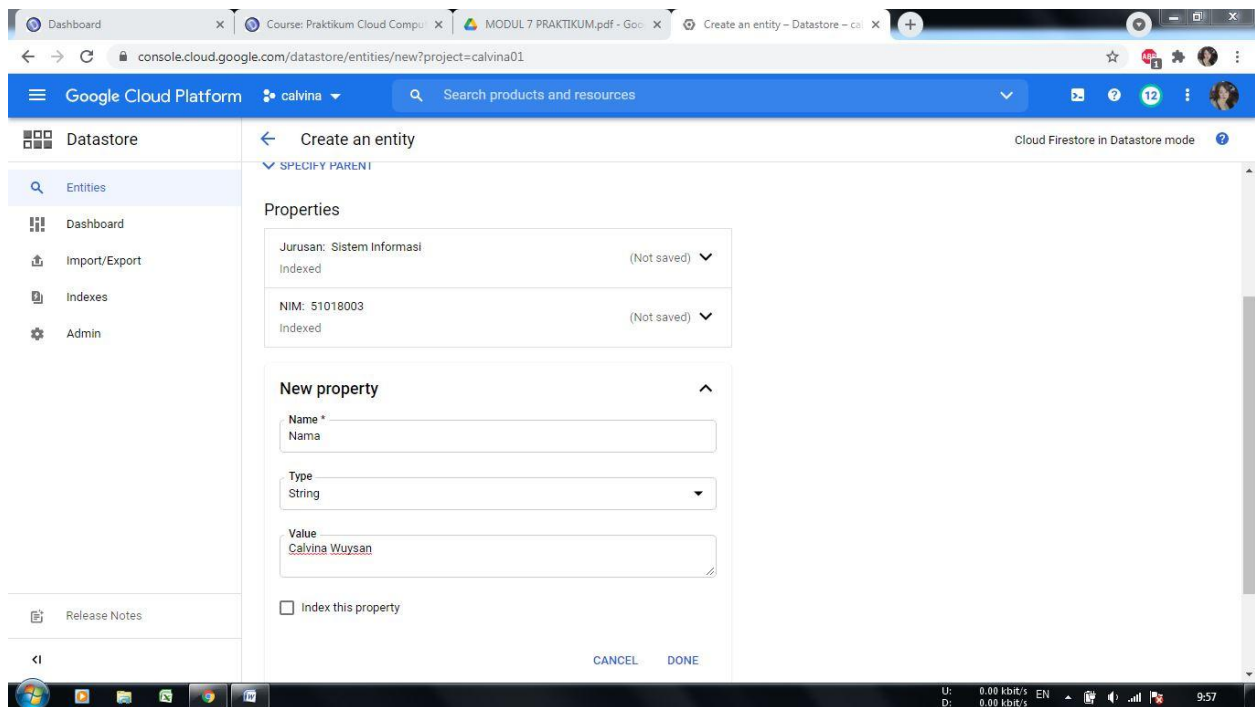 Dashboard
Course: Praktikum Cloud Compu
MODUL 7 PRAKTIKUM.pdf - Goo
Create an entity – Datastore – ca
console.cloud.google.com/datastore/entities/new?project=calvina01
ABP
1
Google Cloud Platform
calvina
Search products and resources
12
Datastore
Create an entity
Cloud Firestore in Datastore mode
SPECIFY PARENT
Entities
Dashboard
Import/Export
Indexes
Admin
Release Notes
Properties
Jurusan: Sistem Informasi
Indexed
(Not saved)
NIM: 51018003
Indexed
(Not saved)
New property
Name *
Nama
Type
String
Value
Calvina Wuysan
Index this property
CANCEL DONE
U: 0.00 kbit/s
D: 0.00 kbit/s
EN
9:57